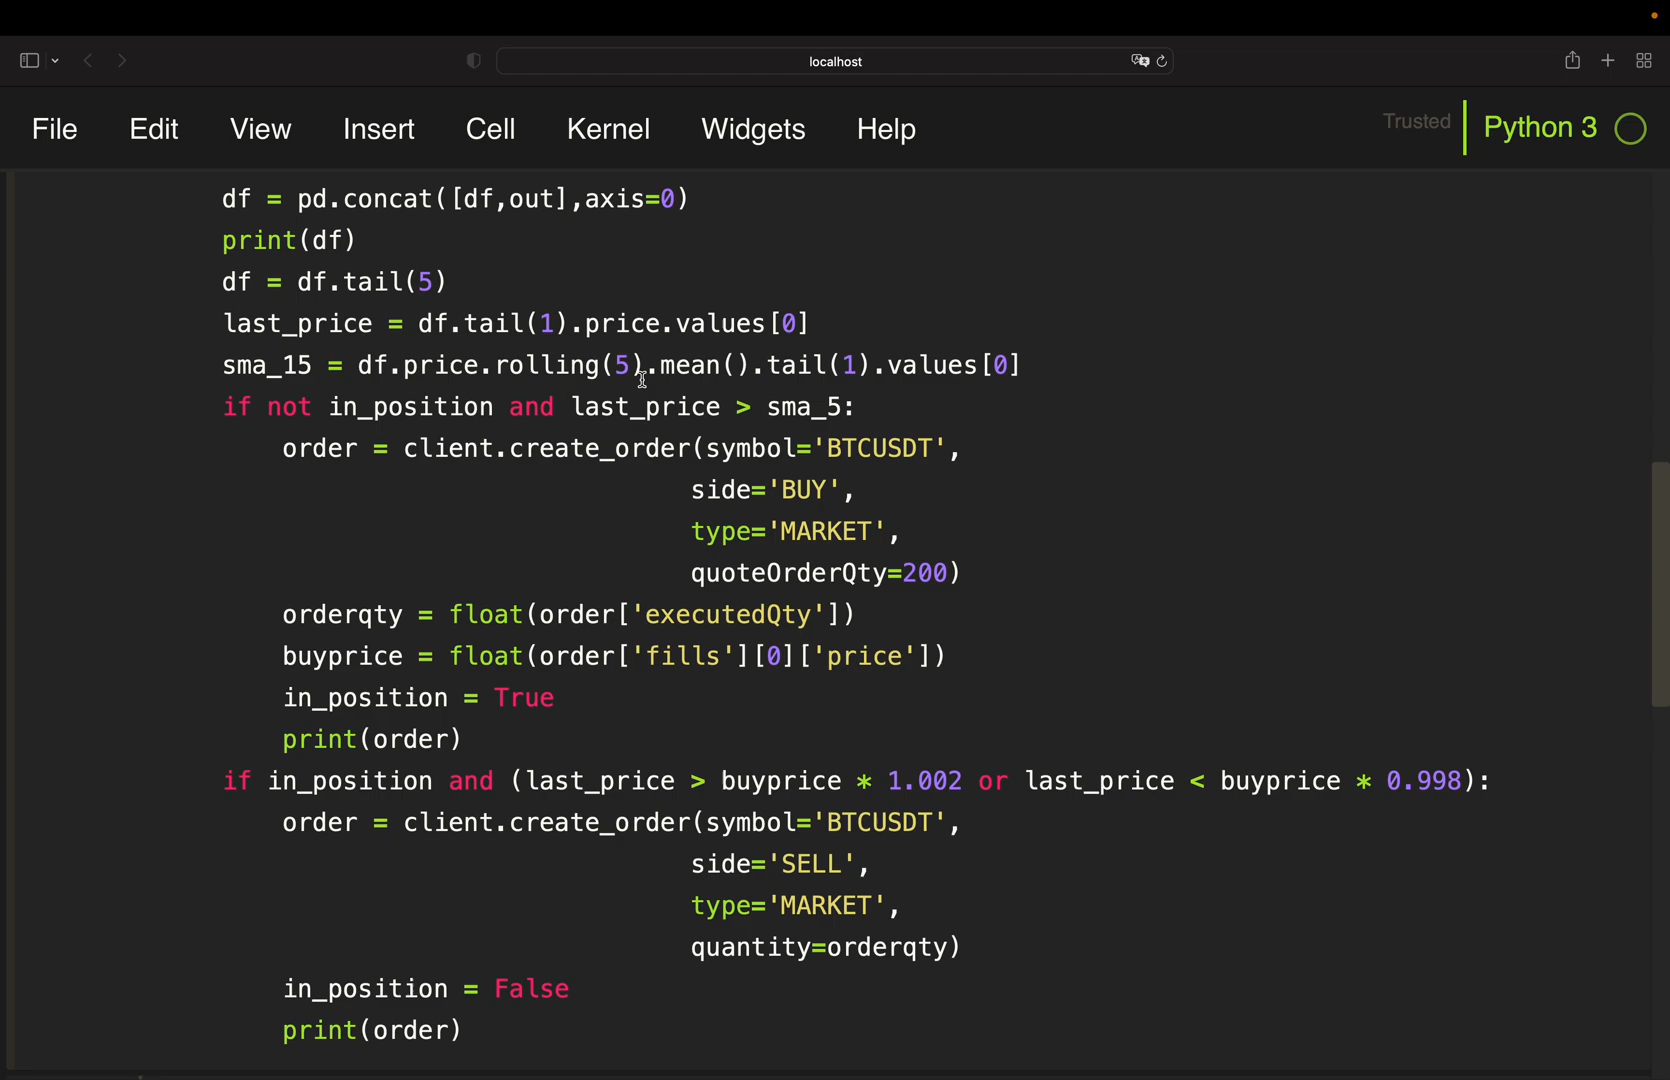 localhost
File Edit View Insert Cell Kernel Widgets Help Trusted Python 3
df = pd.concat([df,out],axis=0)
print(df)
df = df.tail(5)
last_price = df.tail(1).price.values[0]
sma_15 = df.price.rolling(5).mean().tail(1).values[0]
if not in_position and last_price > sma_5:
order = client.create_order(symbol='BTCUSDT',
side='BUY',
type='MARKET',
quoteOrderQty=200)
orderqty = float(order['executedQty'])
buyprice = float(order['fills'][0]['price'])
in_position = True
print(order)
if in_position and (last_price > buyprice * 1.002 or last_price < buyprice * 0.998):
order = client.create_order(symbol='BTCUSDT',
side='SELL',
type='MARKET',
quantity=orderqty)
in_position = False
print(order)